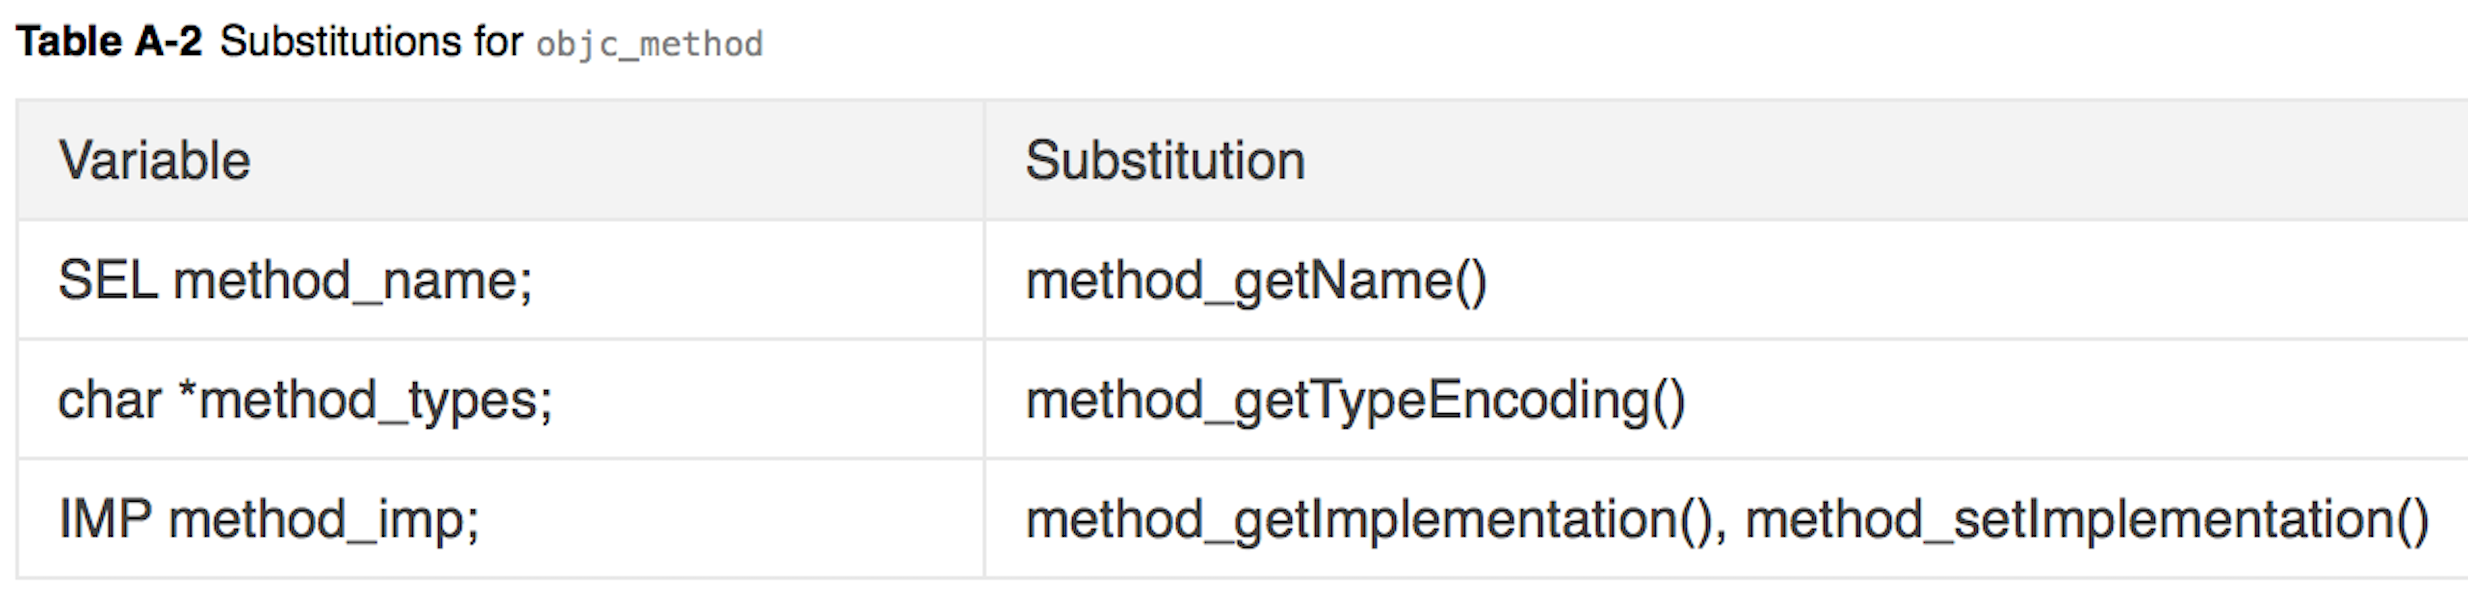 Table A-2 Substitutions for objc_method
Variable Substitution
SEL method_name; method_getName()
char *method_types; method_getTypeEncoding()
IMP method_imp; method_getImplementation(), method_setImplementation()